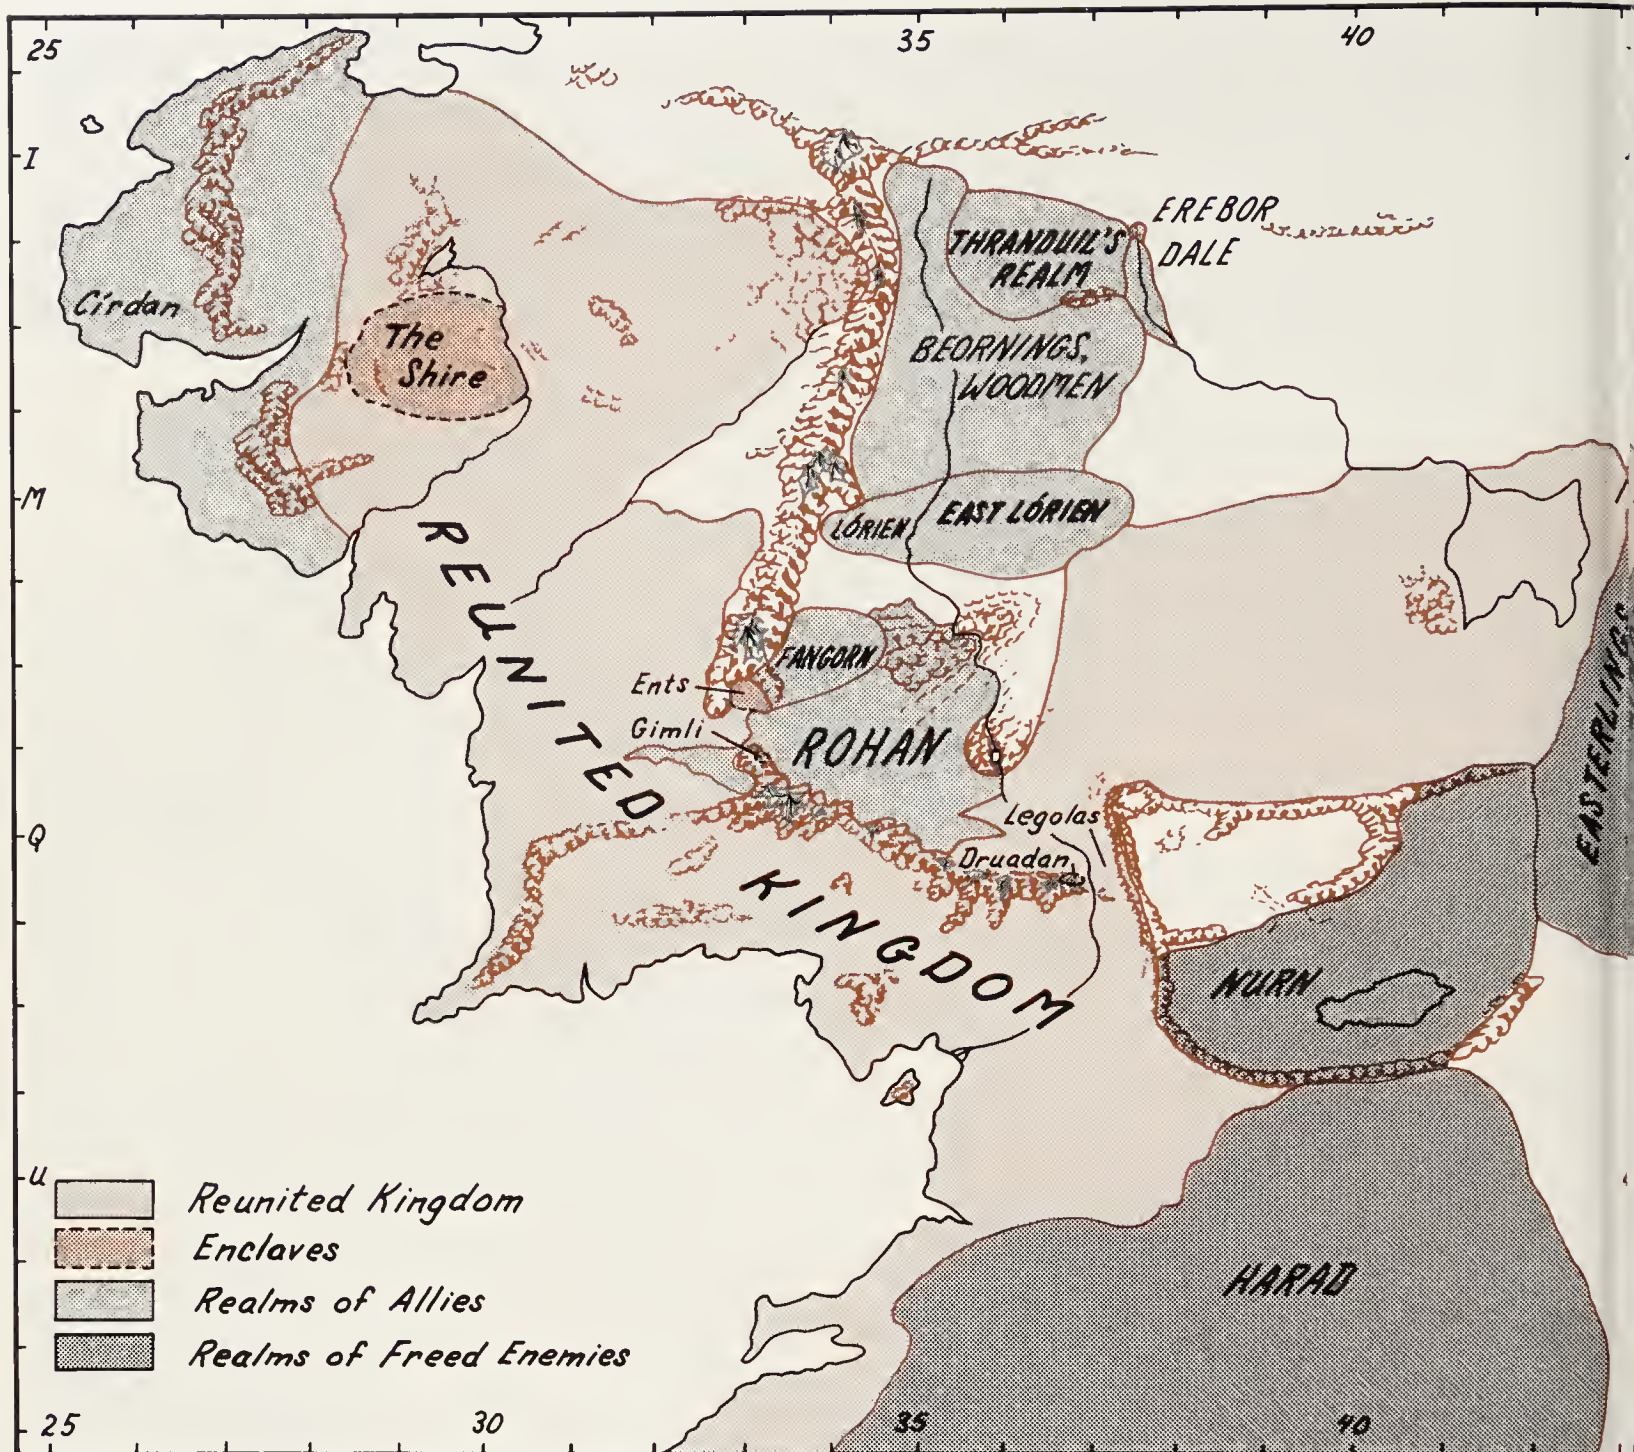 25
35
40
I
EREBOR
DALE
THRANDUIL'S
REALM
Círdan
The
Shire
BEORNINGS,
WOODMEN
M
LÓRIEN
EAST LÓRIEN
REUNITED
FANGORN
Ents
Gimli
ROHAN
EASTERLINGS
Legolas
Q
Druadan
KINGDOM
NURN
U
Reunited Kingdom
Enclaves
Realms of Allies
Realms of Freed Enemies
HARAD
25
30
35
40